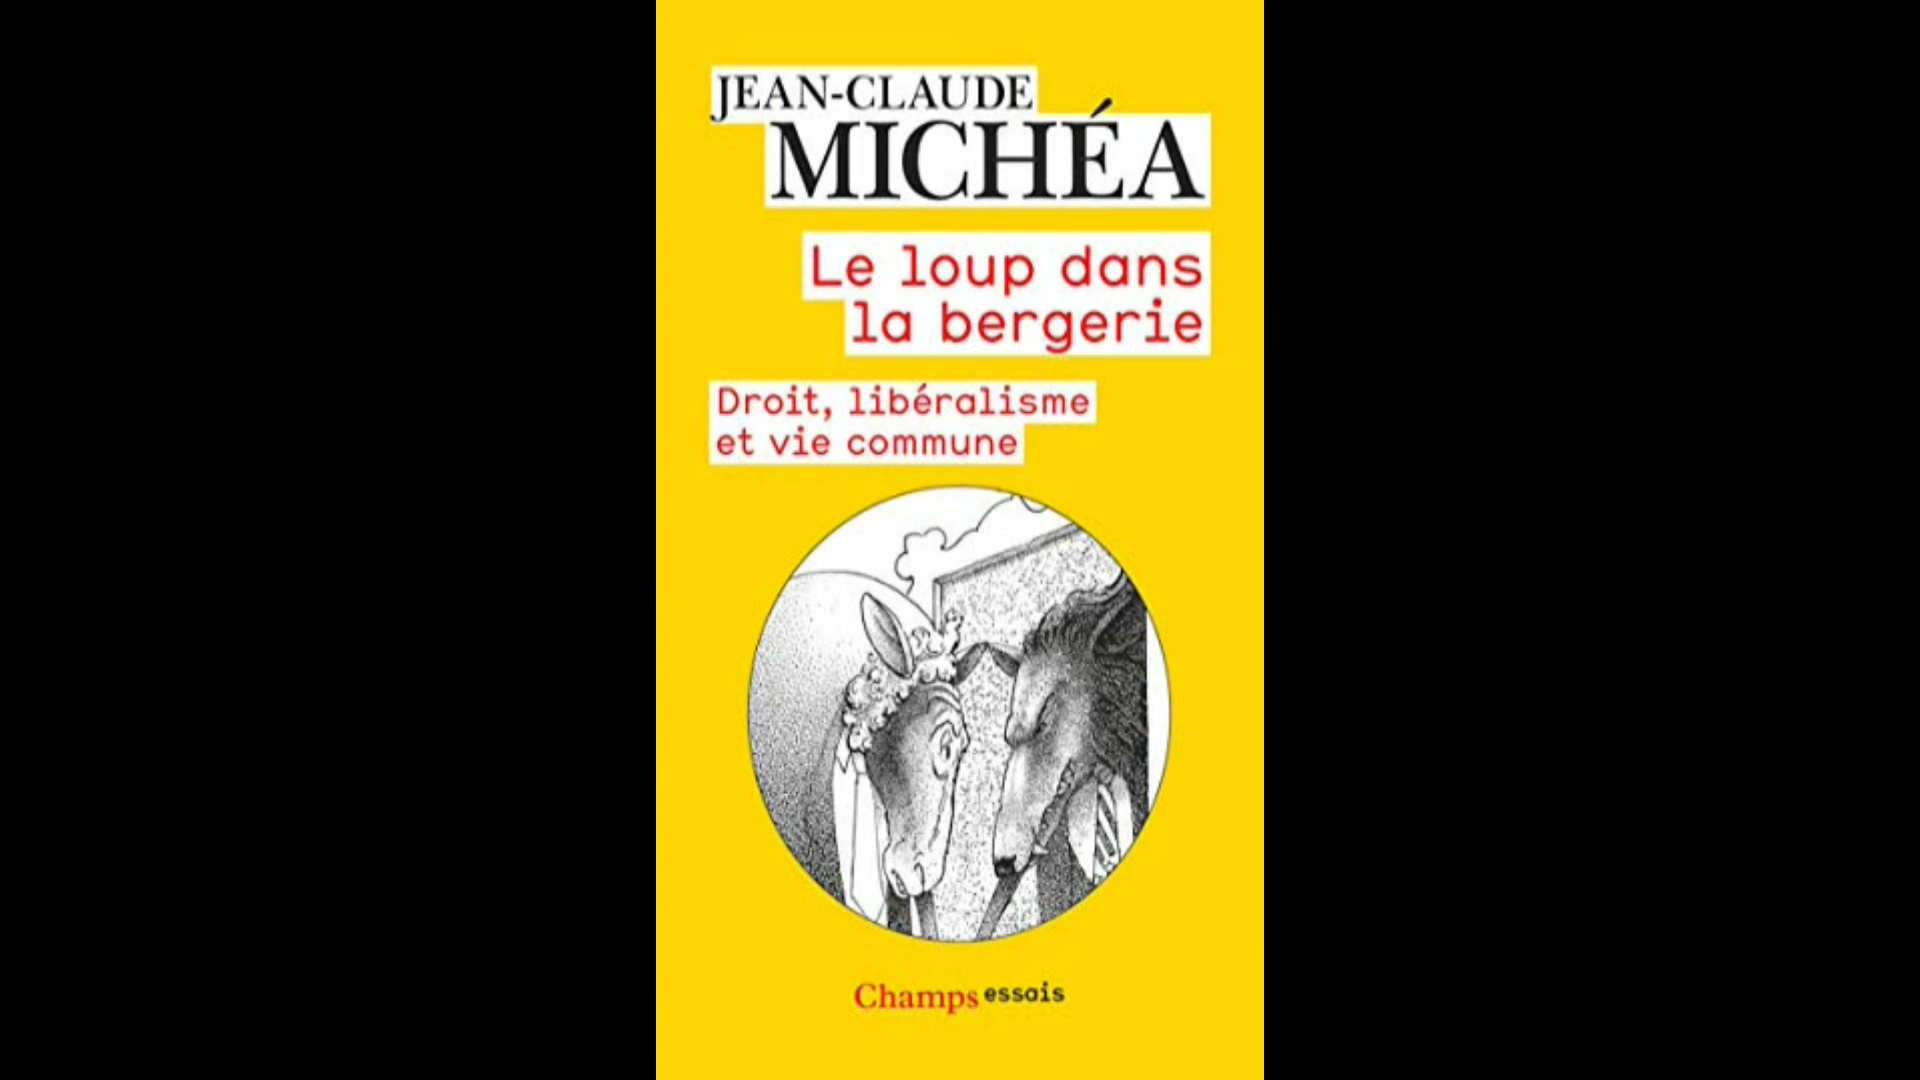 JEAN-CLAUDE
MICHÉA
Le loup dans
la bergerie
Droit, libéralisme
et vie commune
Champs essais